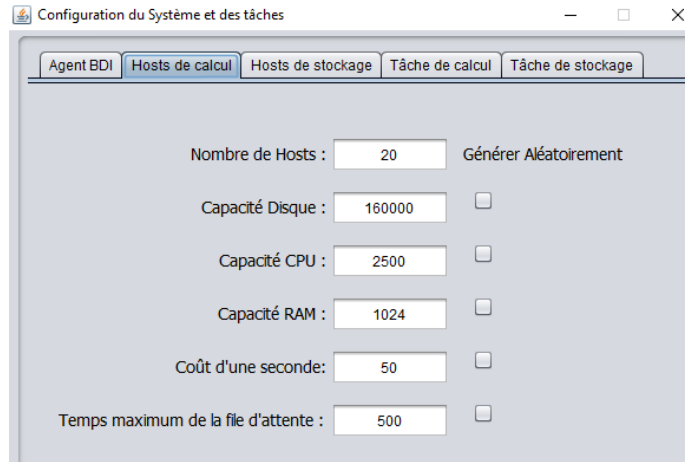 Configuration du Système et des tâches
Agent BDI Hosts de calcul Hosts de stockage Tâche de calcul Tâche de stockage
Nombre de Hosts : 20 Générer Aléatoirement
Capacité Disque : 160000
Capacité CPU : 2500
Capacité RAM : 1024
Coût d'une seconde: 50
Temps maximum de la file d'attente : 500